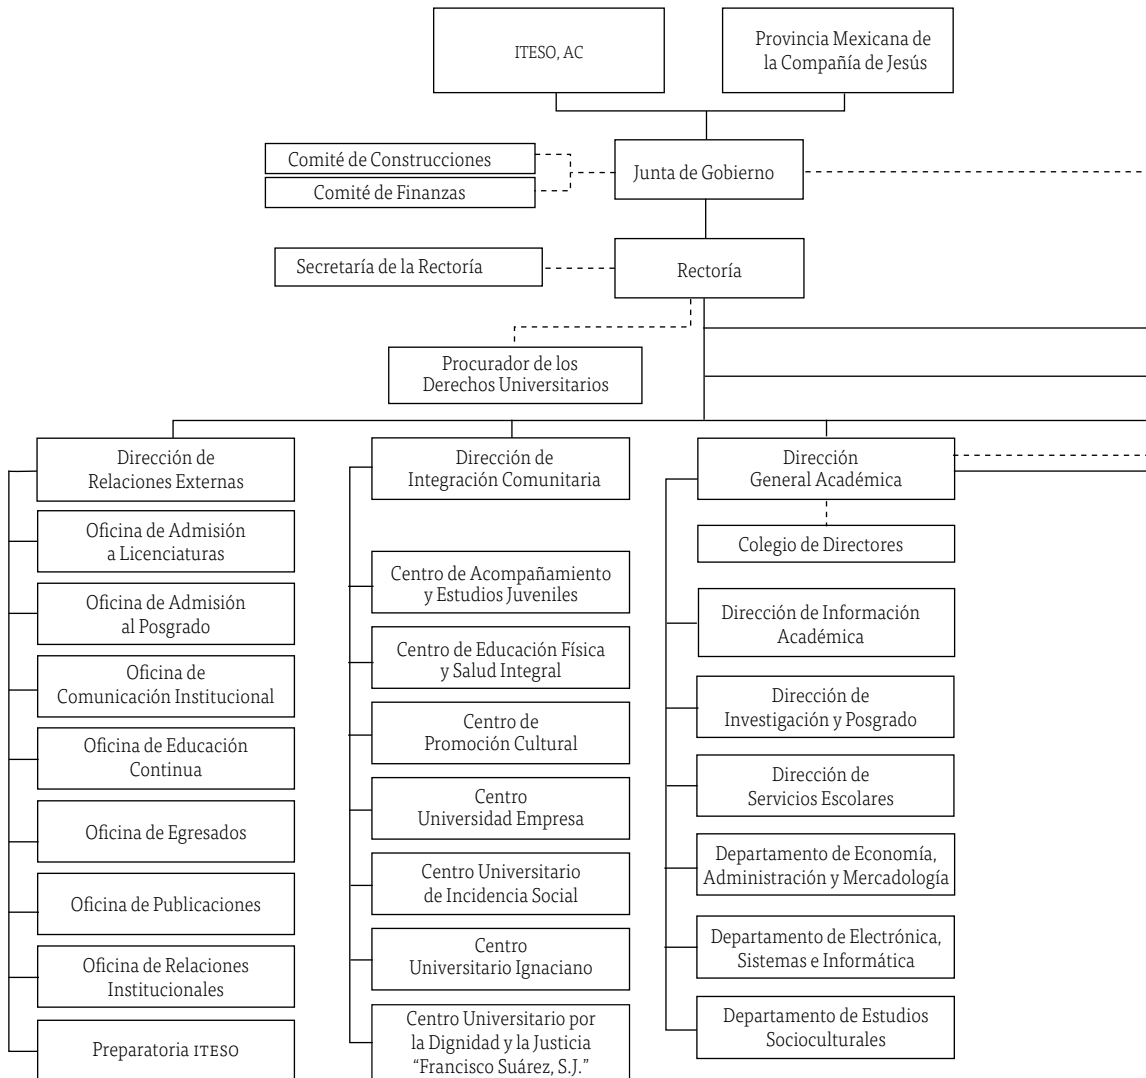 ITESO, AC
Provincia Mexicana de
la Compañía de Jesús
Comité de Construcciones
Comité de Finanzas
Junta de Gobierno
Secretaría de la Rectoría
Rectoría
Procurador de los
Derechos Universitarios
Dirección de
Relaciones Externas
Oficina de Admisión
a Licenciaturas
Oficina de Admisión
al Posgrado
Oficina de
Comunicación Institucional
Oficina de Educación
Continua
Oficina de Egresados
Oficina de Publicaciones
Oficina de Relaciones
Institucionales
Preparatoria ITESO
Dirección de
Integración Comunitaria
Centro de Acompañamiento
y Estudios Juveniles
Centro de Educación Física
y Salud Integral
Centro de
Promoción Cultural
Centro
Universidad Empresa
Centro Universitario
de Incidencia Social
Centro
Universitario Ignaciano
Centro Universitario por
la Dignidad y la Justicia
“Francisco Suárez, S.J.”
Dirección
General Académica
Colegio de Directores
Dirección de Información
Académica
Dirección de
Investigación y Posgrado
Dirección de
Servicios Escolares
Departamento de Economía,
Administración y Mercadología
Departamento de Electrónica,
Sistemas e Informática
Departamento de Estudios
Socioculturales